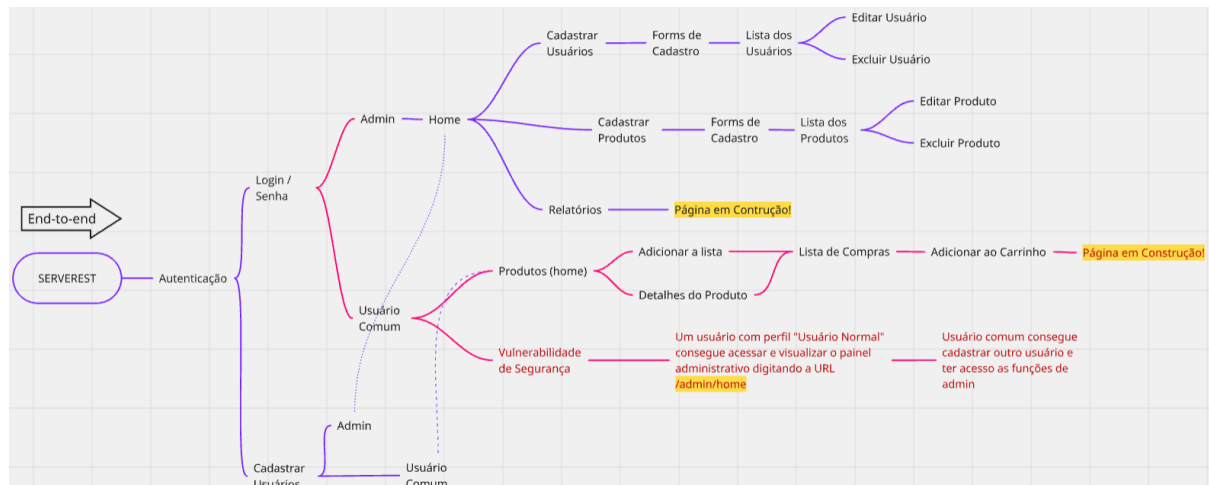 Editar Usuário
Cadastrar
Usuários
Forms de
Cadastro
Lista dos
Usuários
Excluir Usuário
Editar Produto
Admin
Home
Cadastrar
Produtos
Forms de
Cadastro
Lista dos
Produtos
Excluir Produto
Login /
Senha
Relatórios
Página em Contrução!
End-to-end
SERVEREST
Autenticação
Produtos (home)
Adicionar a lista
Lista de Compras
Adicionar ao Carrinho
Página em Construção!
Detalhes do Produto
Usuário
Comum
Vulnerabilidade
de Segurança
Um usuário com perfil "Usuário Normal"
consegue acessar e visualizar o painel
administrativo digitando a URL
/admin/home
Usuário comum consegue
cadastrar outro usuário e
ter acesso as funções de
admin
Admin
Cadastrar
Usuários
Usuário
Comum